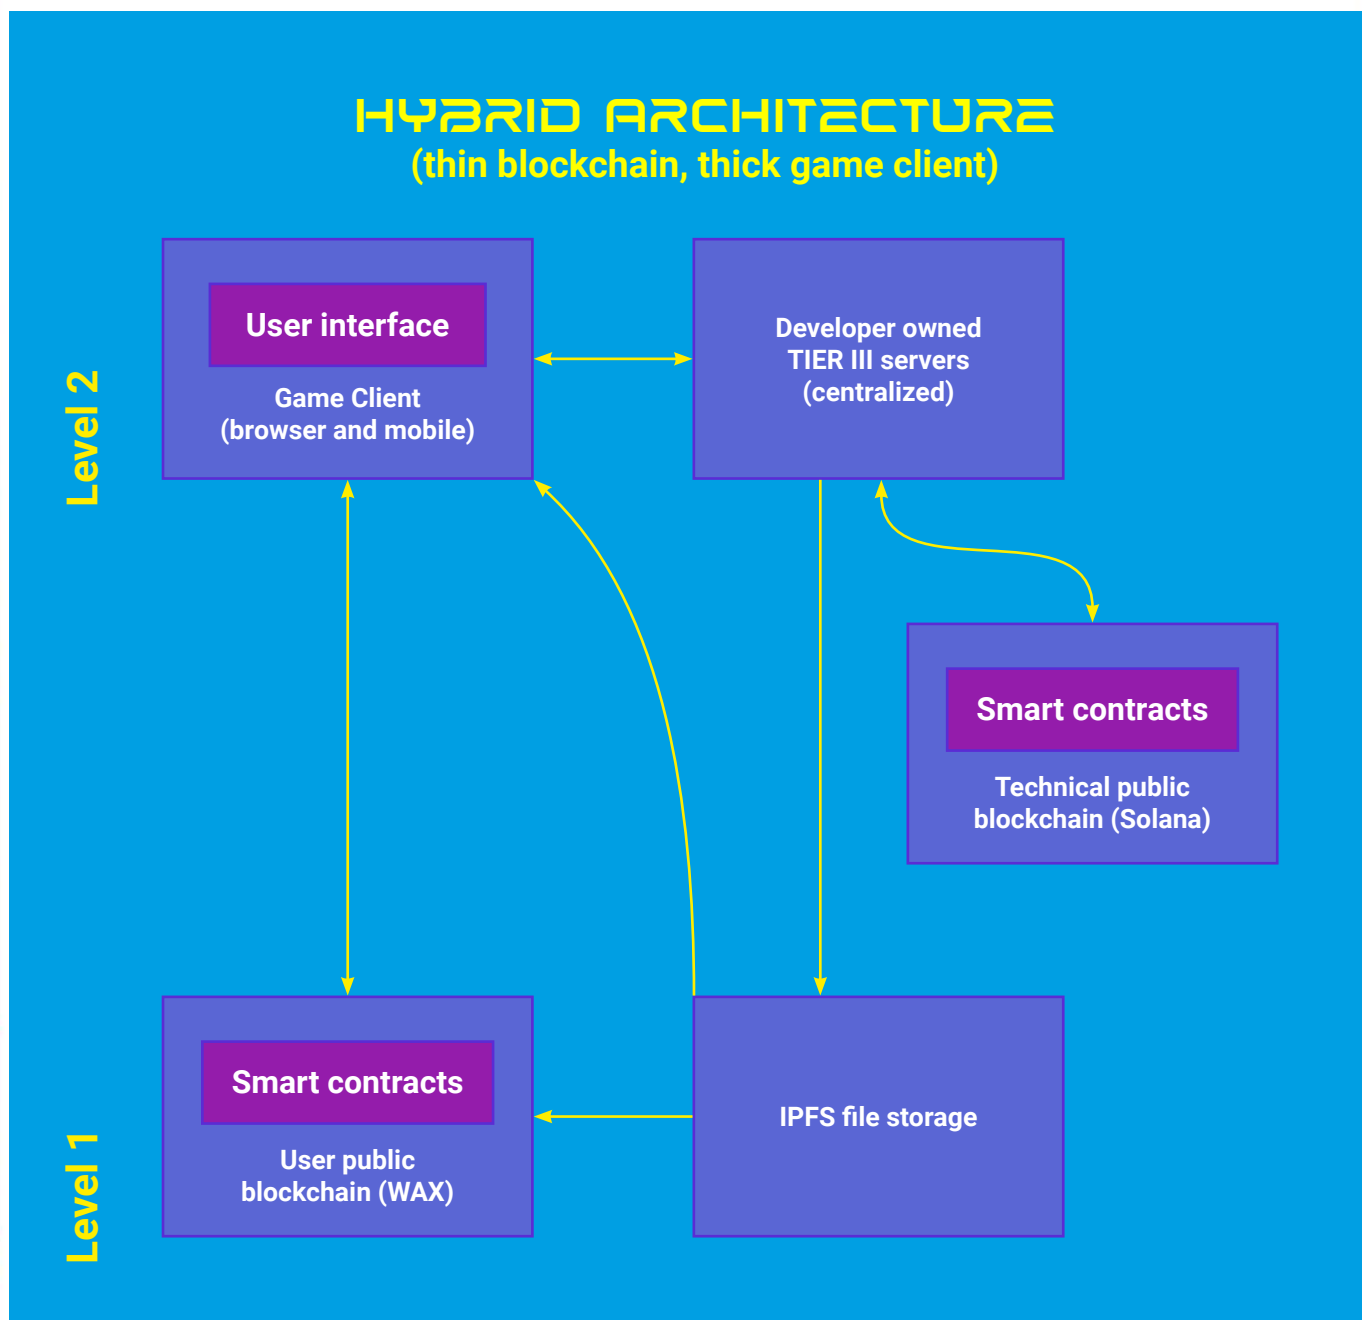 HYBRID ARCHITECTURE
(thin blockchain, thick game client)
Level 2
User interface
Game Client
(browser and mobile)
Developer owned
TIER III servers
(centralized)
Smart contracts
Technical public
blockchain (Solana)
Level 1
Smart contracts
User public
blockchain (WAX)
IPFS file storage